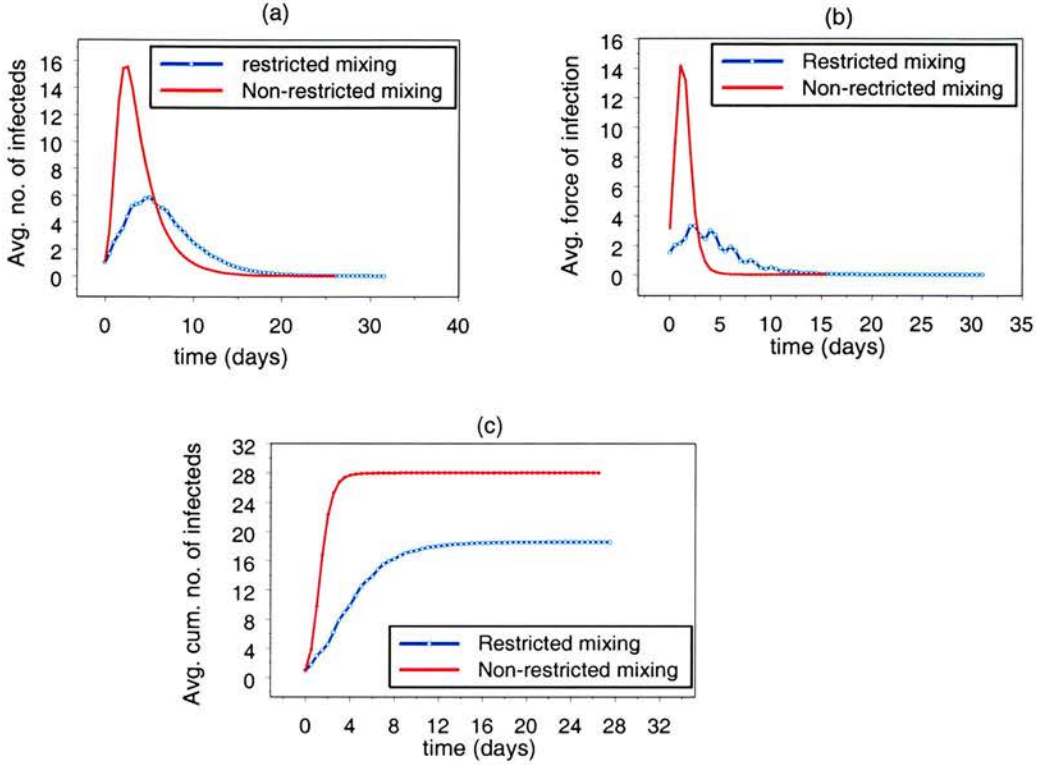 (a)
Avg. no. of infecteds
16
14
12
10
8
6
4
2
0
restricted mixing
Non-restricted mixing
0 10 20 30 40
time (days)
(b)
Avg. force of infection
16
14
12
10
8
6
4
2
0
Restricted mixing
Non-rectricted mixing
0 5 10 15 20 25 30 35
time (days)
(c)
Avg. cum. no. of infecteds
32
28
24
20
16
12
8
4
0
Restricted mixing
Non-restricted mixing
0 4 8 12 16 20 24 28 32
time (days)